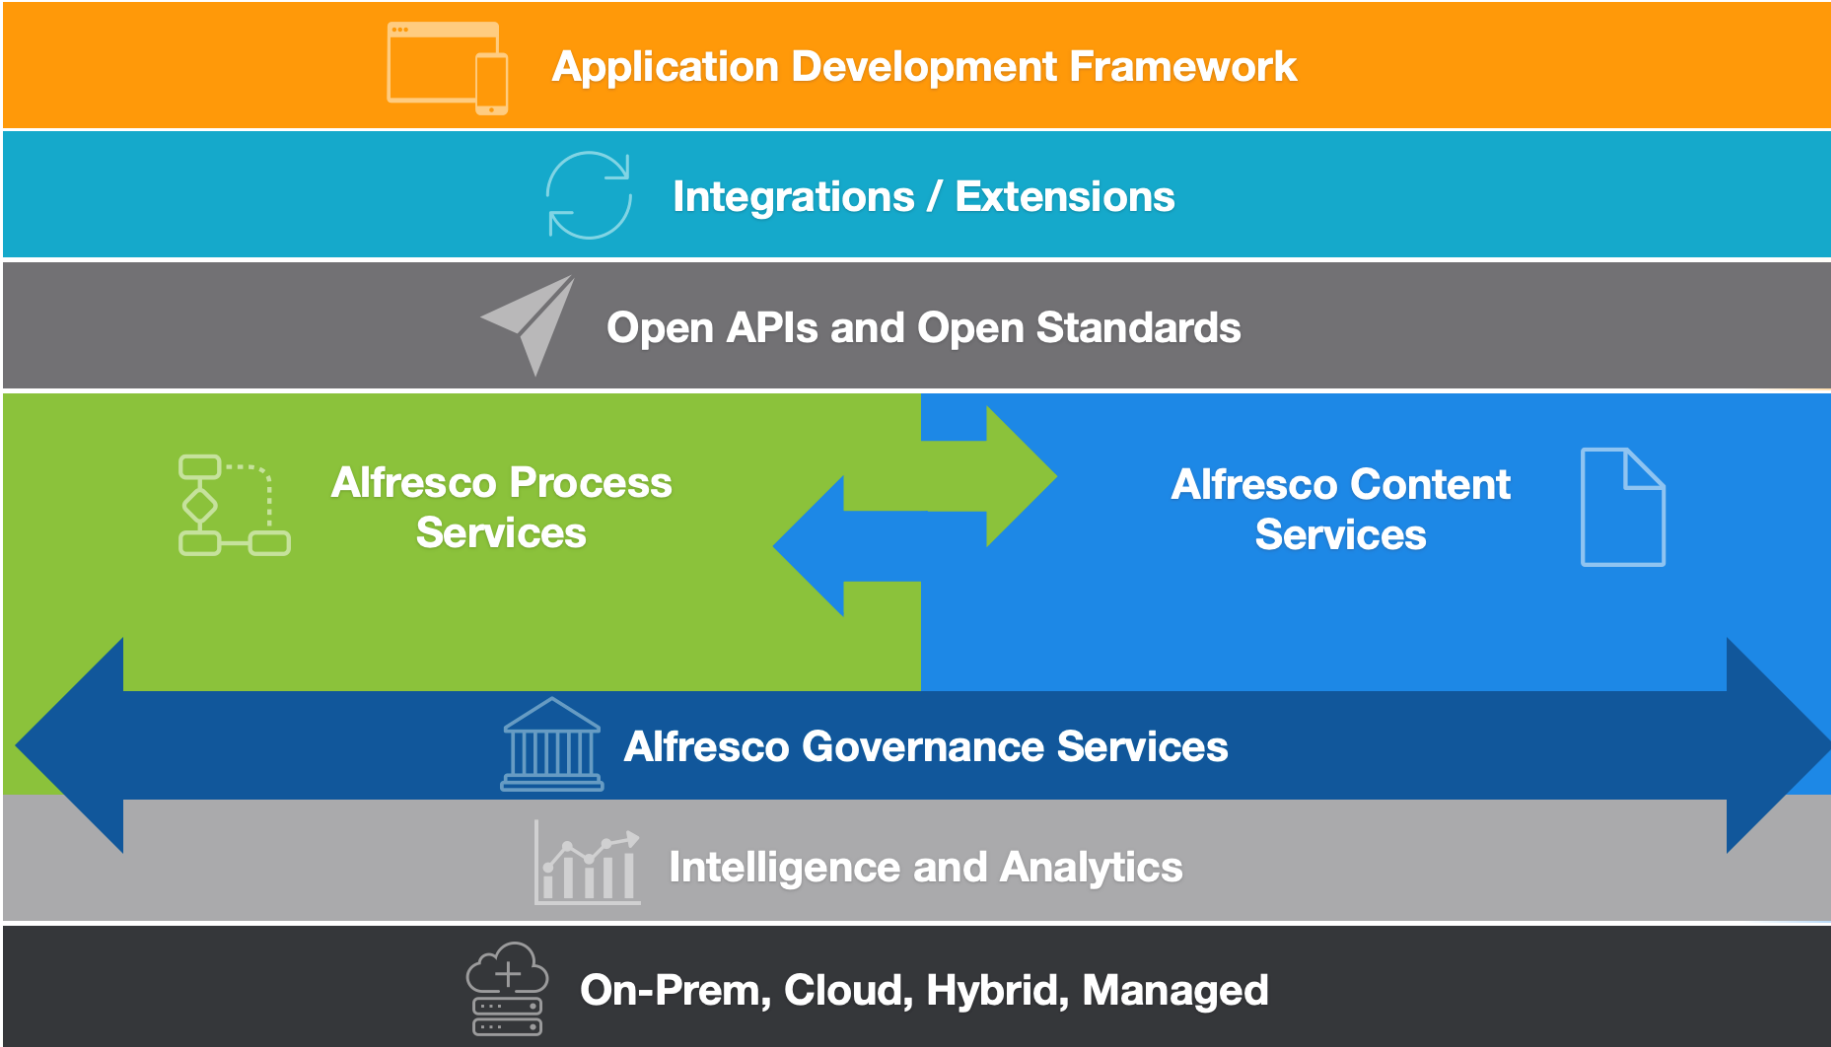 Application Development Framework
Integrations / Extensions
Open APIs and Open Standards
Alfresco Process
Services
Alfresco Content
Services
Alfresco Governance Services
Intelligence and Analytics
On-Prem, Cloud, Hybrid, Managed